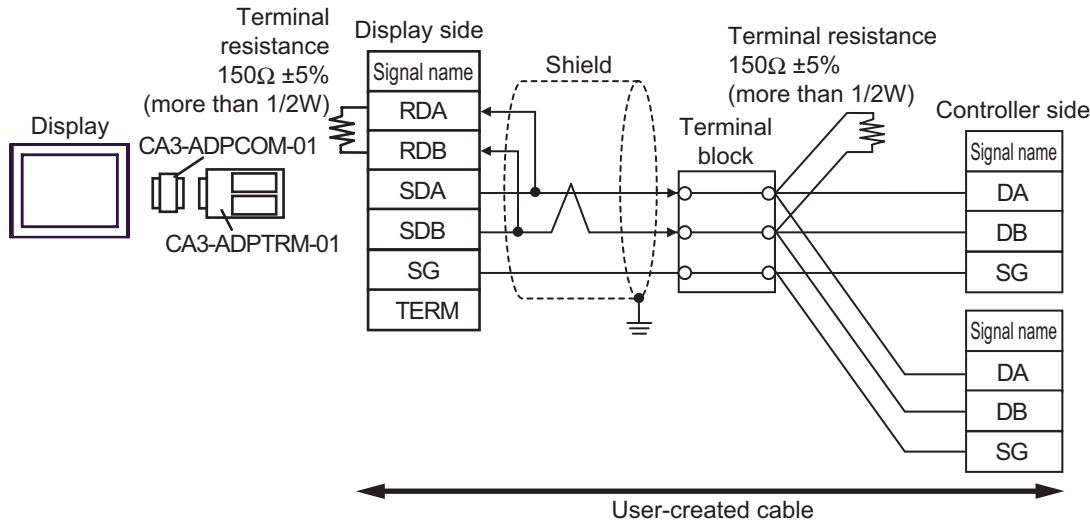 Terminal
resistance
150Ω ±5%
(more than 1/2W)
Display side
Signal name
RDA
RDB
SDA
SDB
SG
TERM
Display
CA3-ADPCOM-01
CA3-ADPTRM-01
Shield
Terminal
block
Terminal resistance
150Ω ±5%
(more than 1/2W)
Controller side
Signal name
DA
DB
SG
Signal name
DA
DB
SG
User-created cable